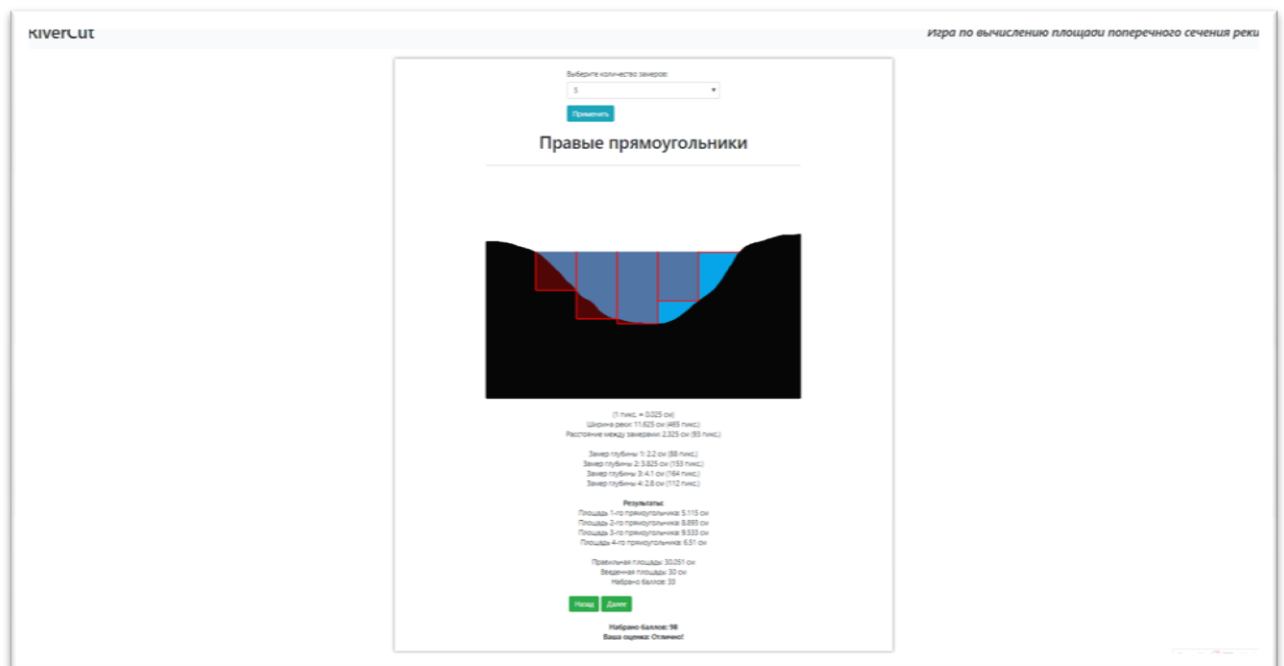 RiverCut
Игра по вычислению площади поперечного сечения реки
Выберите количество замеров:
5
Применить
Правые прямоугольники
(1 пикс. = 0.025 см)
Ширина реки: 11.625 см (465 пикс.)
Расстояние между замерами: 2.325 см (93 пикс.)
Замер глубины 1: 2.2 см (88 пикс.)
Замер глубины 2: 3.825 см (153 пикс.)
Замер глубины 3: 4.1 см (164 пикс.)
Замер глубины 4: 2.8 см (112 пикс.)
Результаты:
Площадь 1-го прямоугольника: 5.115 см
Площадь 2-го прямоугольника: 8.893 см
Площадь 3-го прямоугольника: 9.533 см
Площадь 4-го прямоугольника: 6.51 см
Правильная площадь: 30.051 см
Введенная площадь: 30 см
Набрано баллов: 33
Назад Далее
Набрано баллов: 98
Ваша оценка: Отлично!